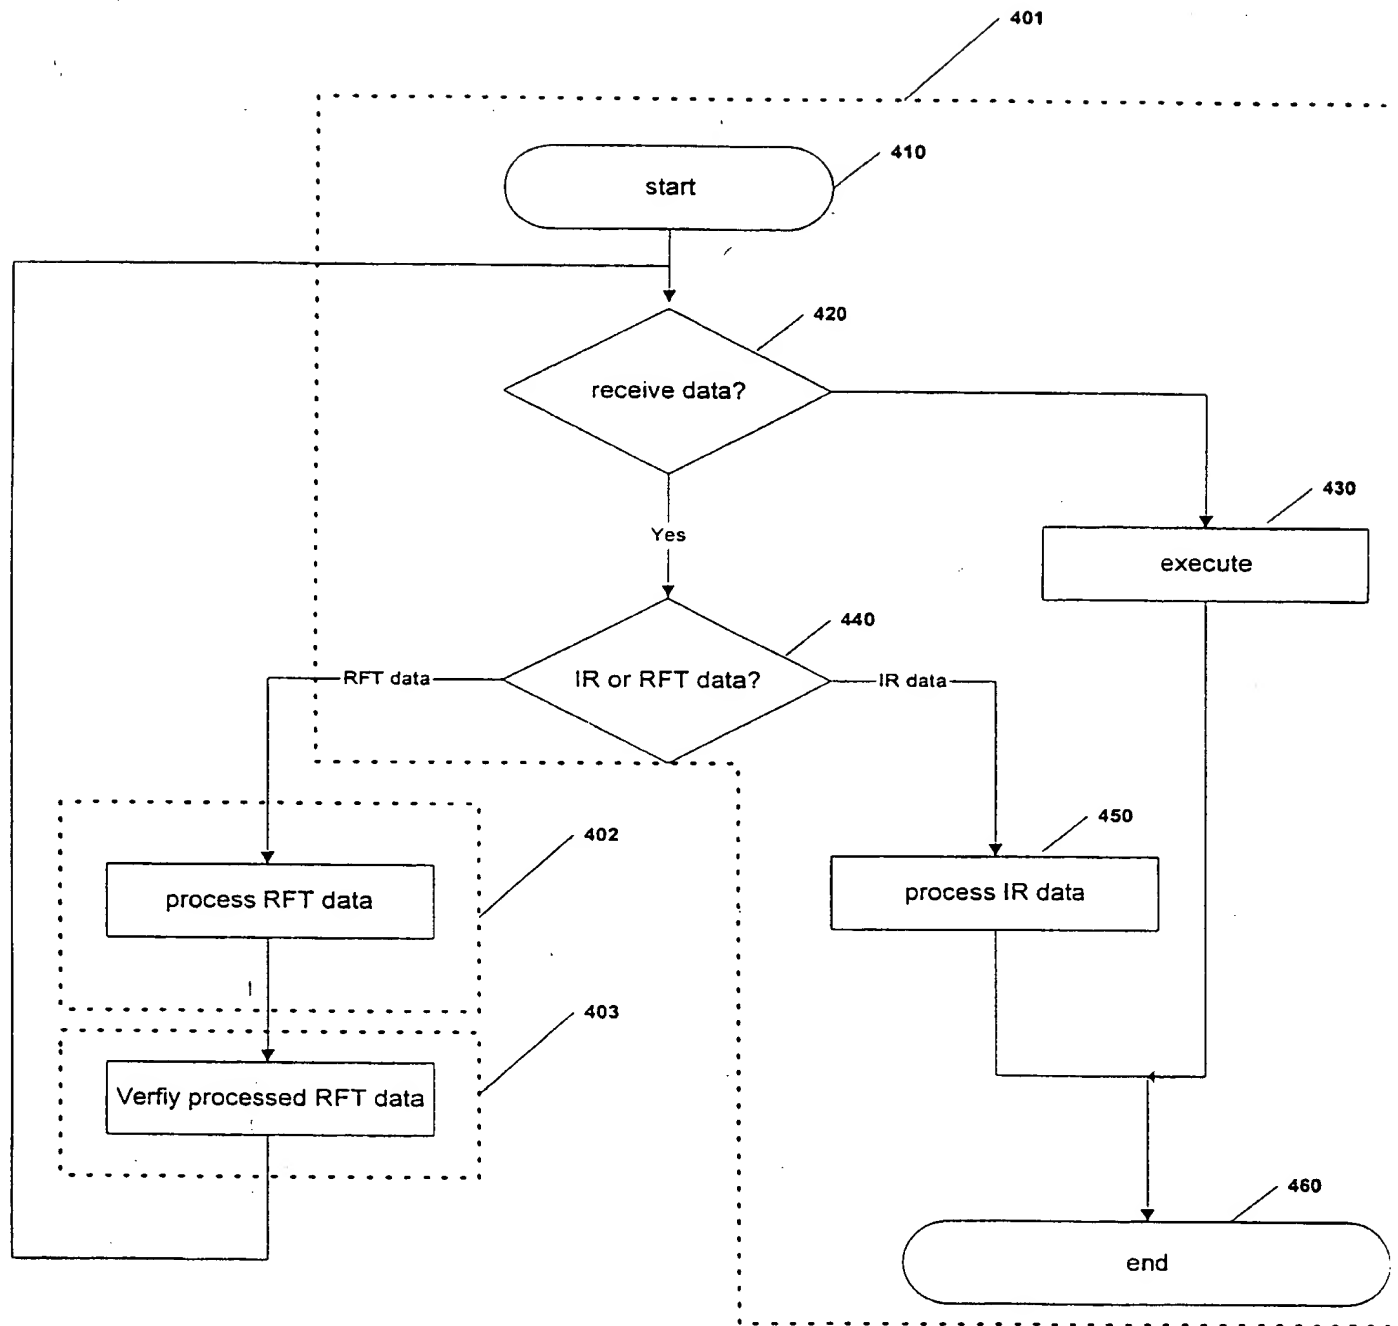 401
410
start
420
receive data?
430
Yes
execute
440
RFT data
IR or RFT data?
IR data
402
450
process RFT data
process IR data
403
Verfiy processed RFT data
460
end